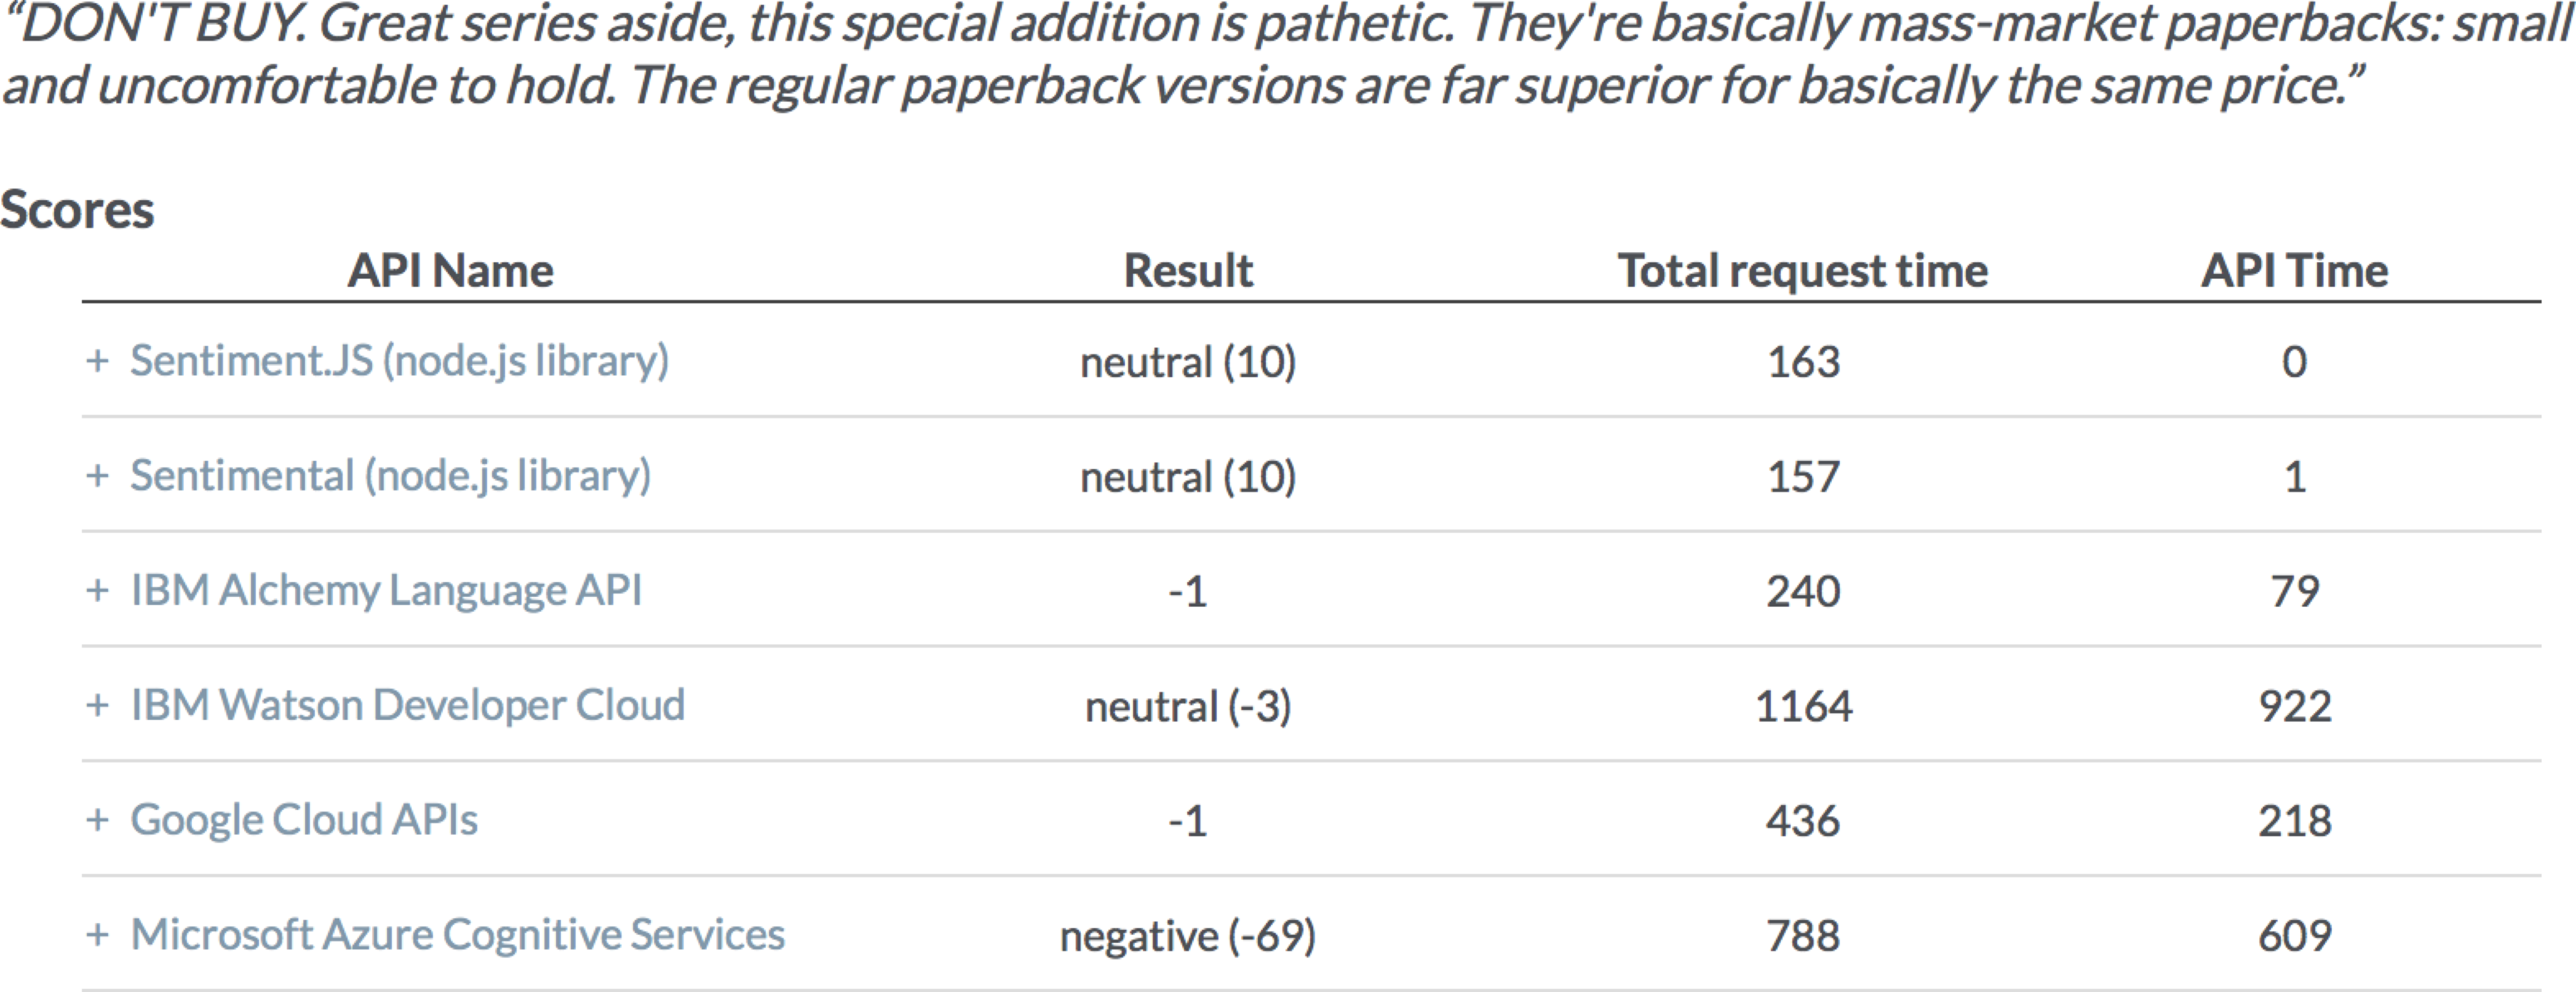 “DON'T BUY. Great series aside, this special addition is pathetic. They're basically mass-market paperbacks: small
and uncomfortable to hold. The regular paperback versions are far superior for basically the same price.”
Scores
API Name Result Total request time API Time
+ Sentiment.JS (node.js library) neutral (10) 163 0
+ Sentimental (node.js library) neutral (10) 157 1
+ IBM Alchemy Language API -1 240 79
+ IBM Watson Developer Cloud neutral (-3) 1164 922
+ Google Cloud APIs -1 436 218
+ Microsoft Azure Cognitive Services negative (-69) 788 609